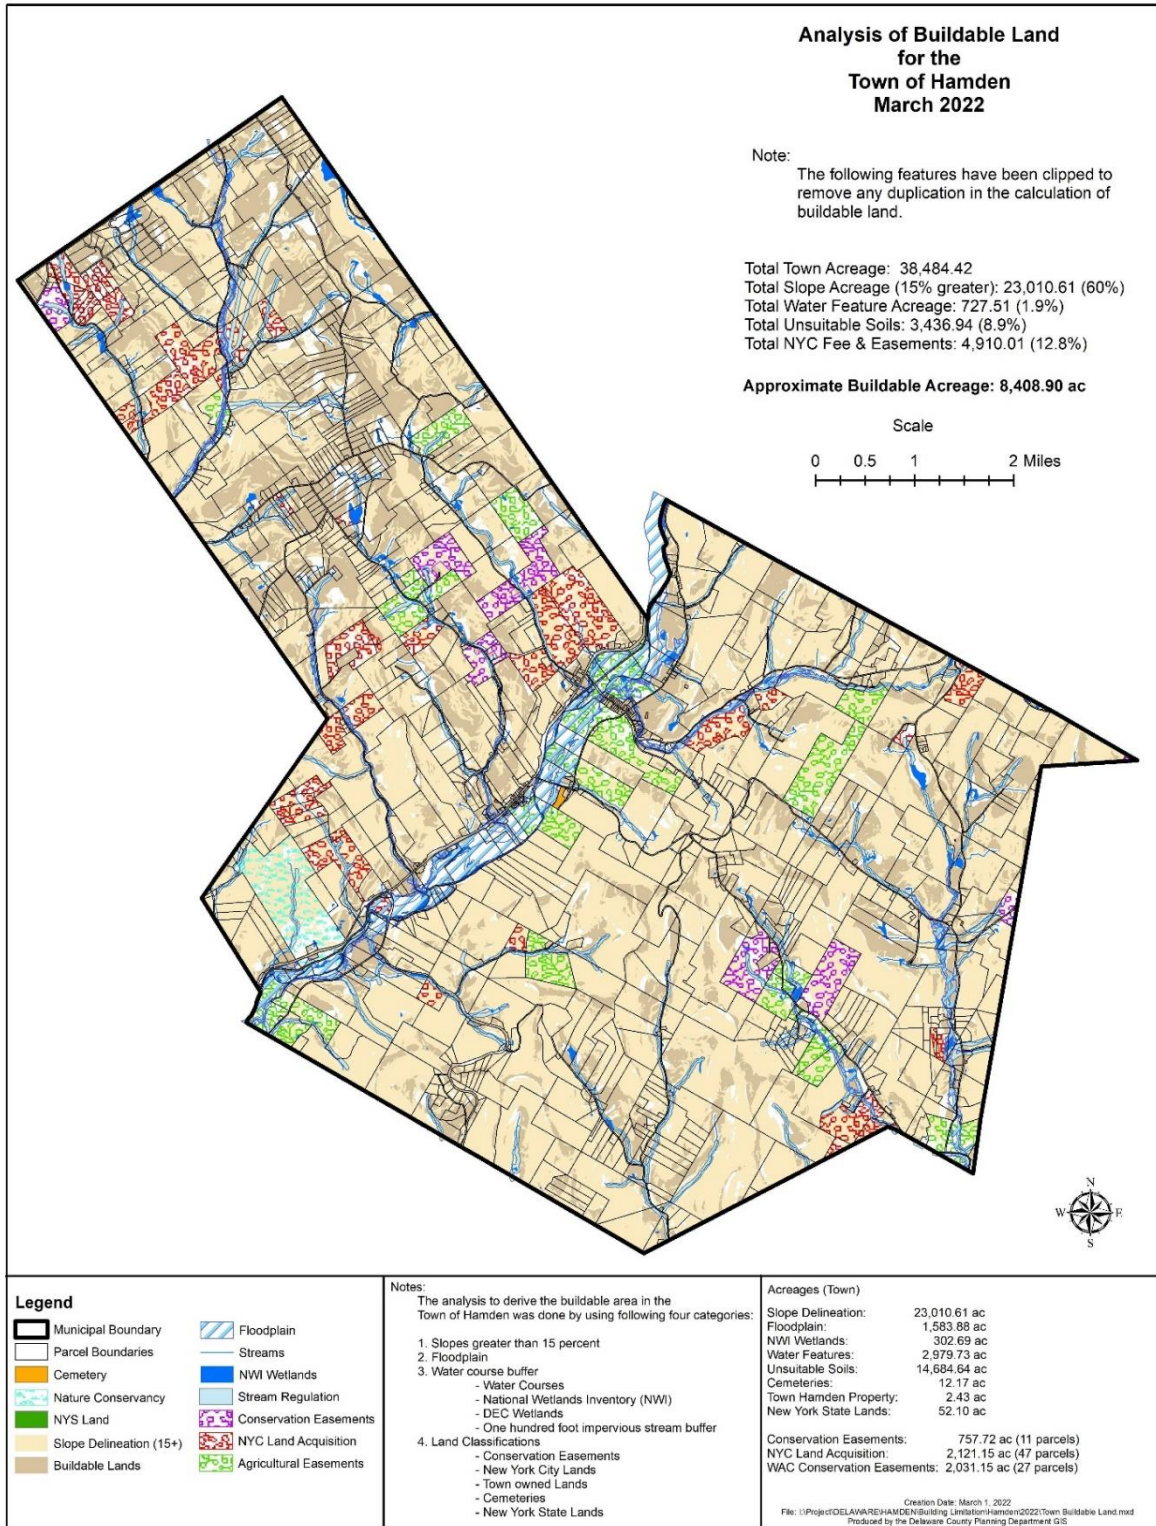 Analysis of Buildable Land
for the
Town of Hamden
March 2022
Note:
The following features have been clipped to
remove any duplication in the calculation of
buildable land.
Total Town Acreage: 38,484.42
Total Slope Acreage (15% greater): 23,010.61 (60%)
Total Water Feature Acreage: 727.51 (1.9%)
Total Unsuitable Soils: 3,436.94 (8.9%)
Total NYC Fee & Easements: 4,910.01 (12.8%)
Approximate Buildable Acreage: 8,408.90 ac
Scale
0 0.5 1 2 Miles
N
W E
S
Legend
Municipal Boundary
Parcel Boundaries
Cemetery
Nature Conservancy
NYS Land
Slope Delineation (15+)
Buildable Lands
Floodplain
Streams
NWI Wetlands
Stream Regulation
Conservation Easements
NYC Land Acquisition
Agricultural Easements
Notes:
The analysis to derive the buildable area in the
Town of Hamden was done by using following four categories:
1. Slopes greater than 15 percent
2. Floodplain
3. Water course buffer
- Water Courses
- National Wetlands Inventory (NWI)
- DEC Wetlands
- One hundred foot impervious stream buffer
4. Land Classifications
- Conservation Easements
- New York City Lands
- Town owned Lands
- Cemeteries
- New York State Lands
Acreages (Town)
Slope Delineation: 23,010.61 ac
Floodplain: 1,583.88 ac
NWI Wetlands: 302.69 ac
Water Features: 2,979.73 ac
Unsuitable Soils: 14,684.64 ac
Cemeteries: 12.17 ac
Town Hamden Property: 2.43 ac
New York State Lands: 52.10 ac
Conservation Easements: 757.72 ac (11 parcels)
NYC Land Acquisition: 2,121.15 ac (47 parcels)
WAC Conservation Easements: 2,031.15 ac (27 parcels)
Creation Date: March 1, 2022
File: I:\Project\DELAWARE\HAMDEN\Building Limitation\Hamden\2022\Town Buildable Land.mxd
Produced by the Delaware County Planning Department GIS